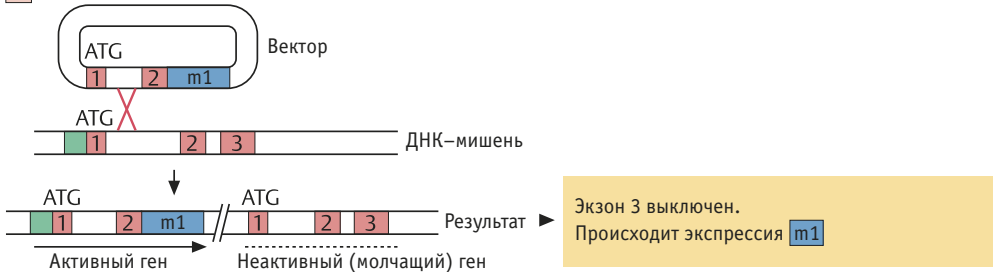 ATG
Вектор
1 2 m1
ATG
1 2 3 ДНК–мишень
ATG ATG
1 2 m1 1 2 3 Результат
Активный ген Неактивный (молчащий) ген
Экзон 3 выключен.
Происходит экспрессия m1